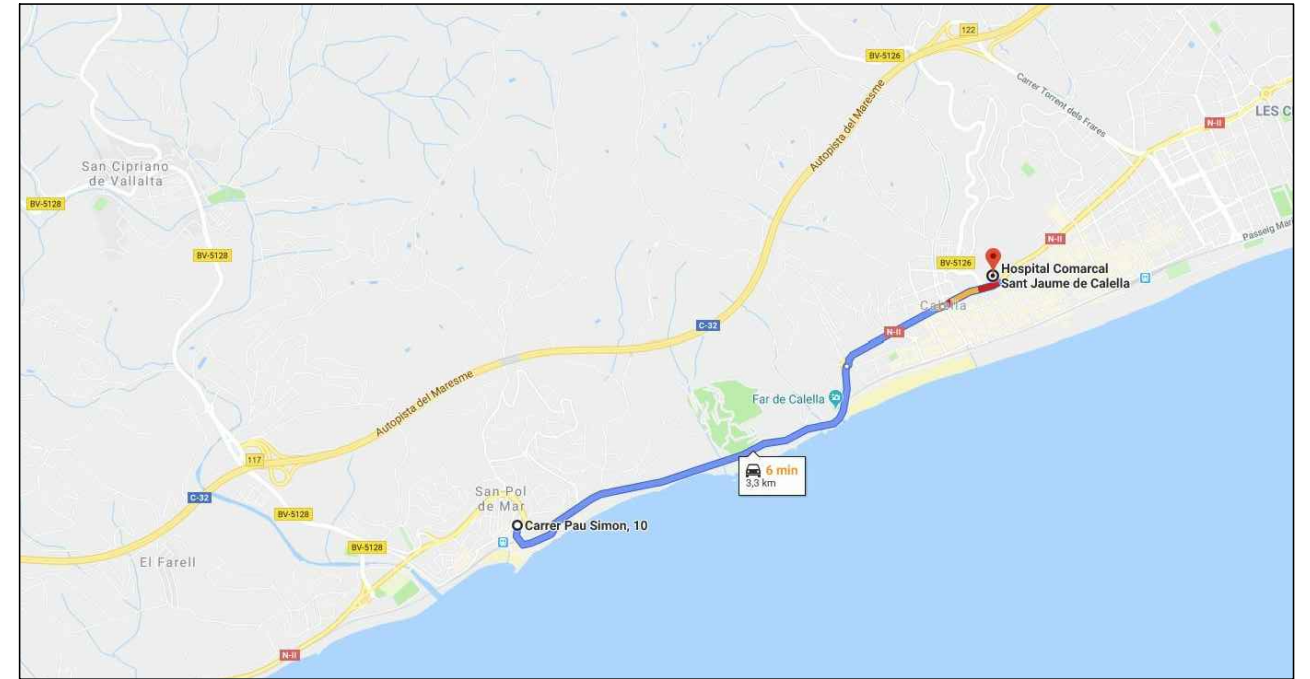 122
BV-5126
Carrer Torrent dels Frares
LES C
N-II
Autopista del Maresme
San Cipriano
de Vallalta
BV-5128
BV-5128
Passeig Mar
N-II
BV-5126
Hospital Comarcal
Sant Jaume de Calella
Calella
C-32
N-II
Autopista del Maresme
Far de Calella
117
6 min
3,3 km
C-32
San Pol
de Mar
BV-5128
Carrer Pau Simon, 10
BV-5128
El Farell
N-II